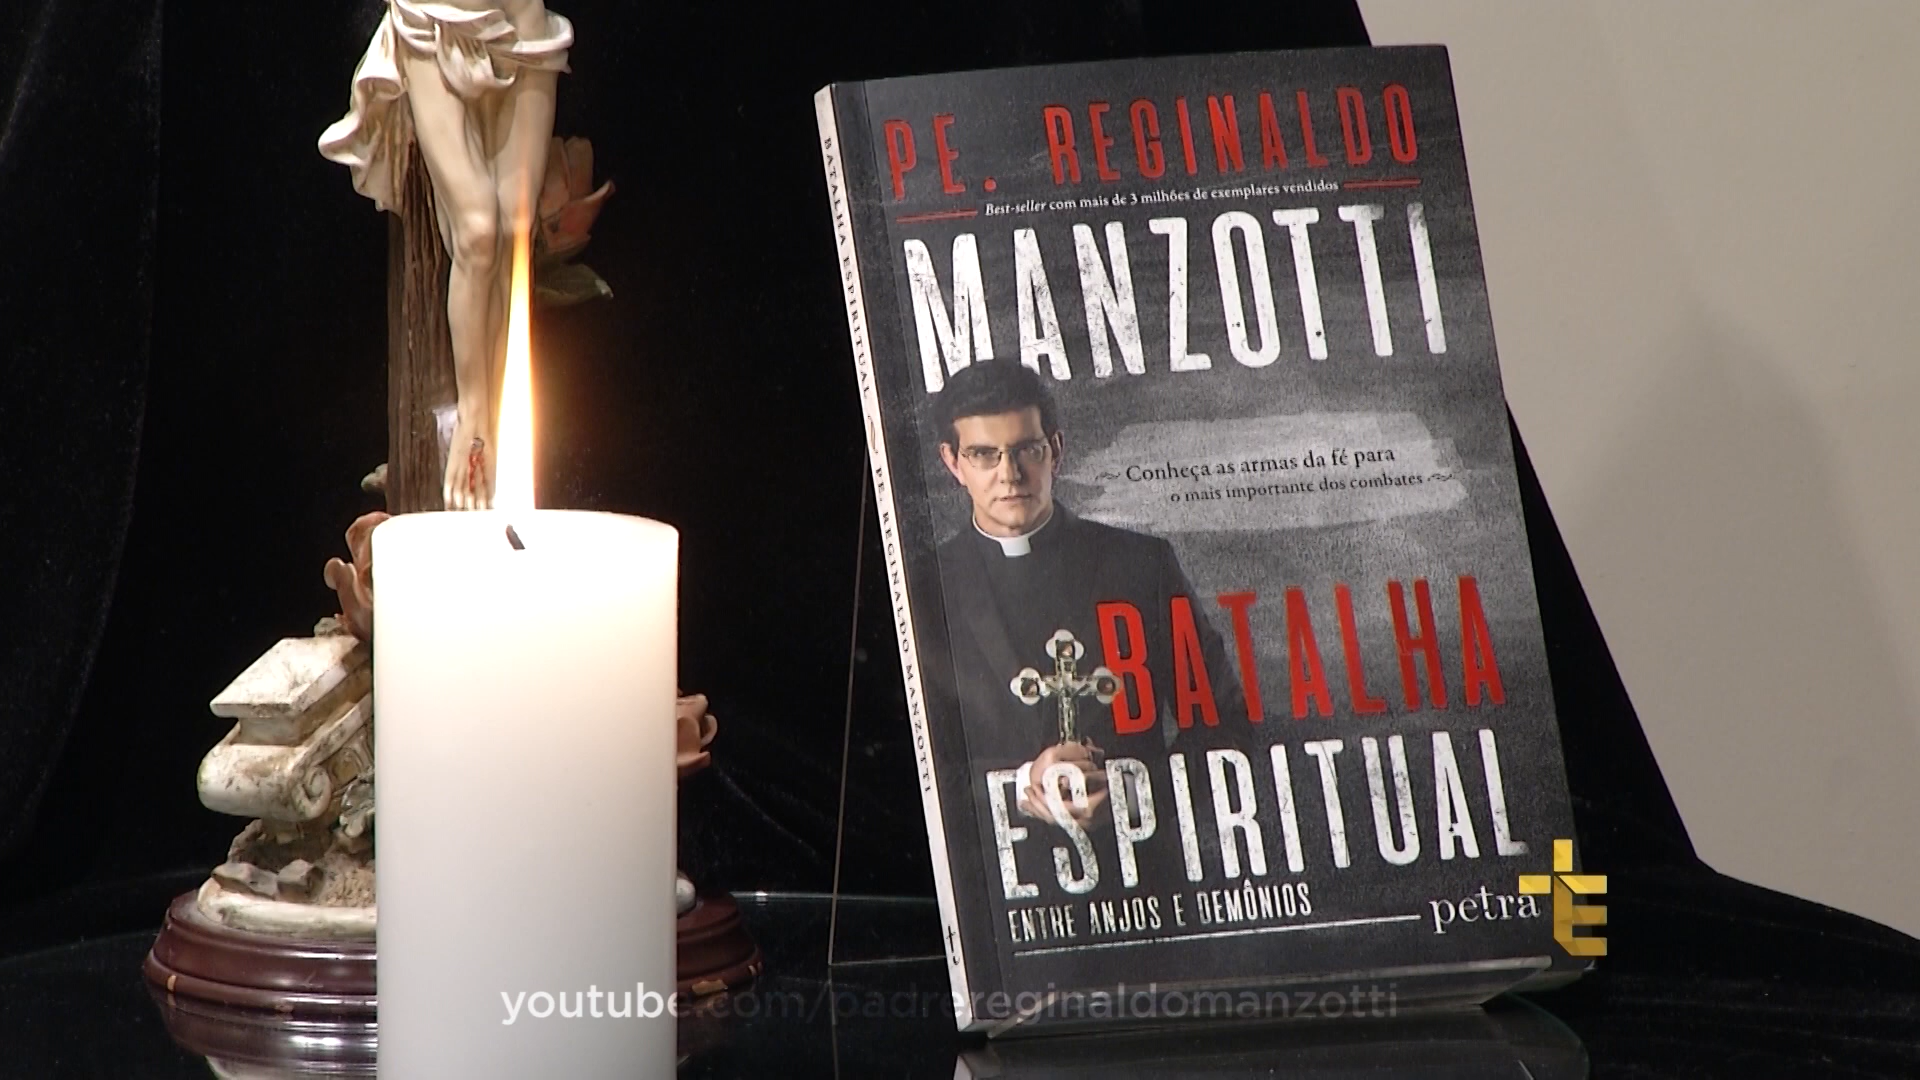 PE. REGINALDO
Best-seller com mais de 3 milhões de exemplares vendidos
MANZOTTI
Conheça as armas da fé para
o mais importante dos combates
BATALHA
ESPIRITUAL
ENTRE ANJOS E DEMÔNIOS
petra
BATALHA ESPIRITUAL PE. REGINALDO MANZOTTI
youtube.com/padrereginaldomanzotti